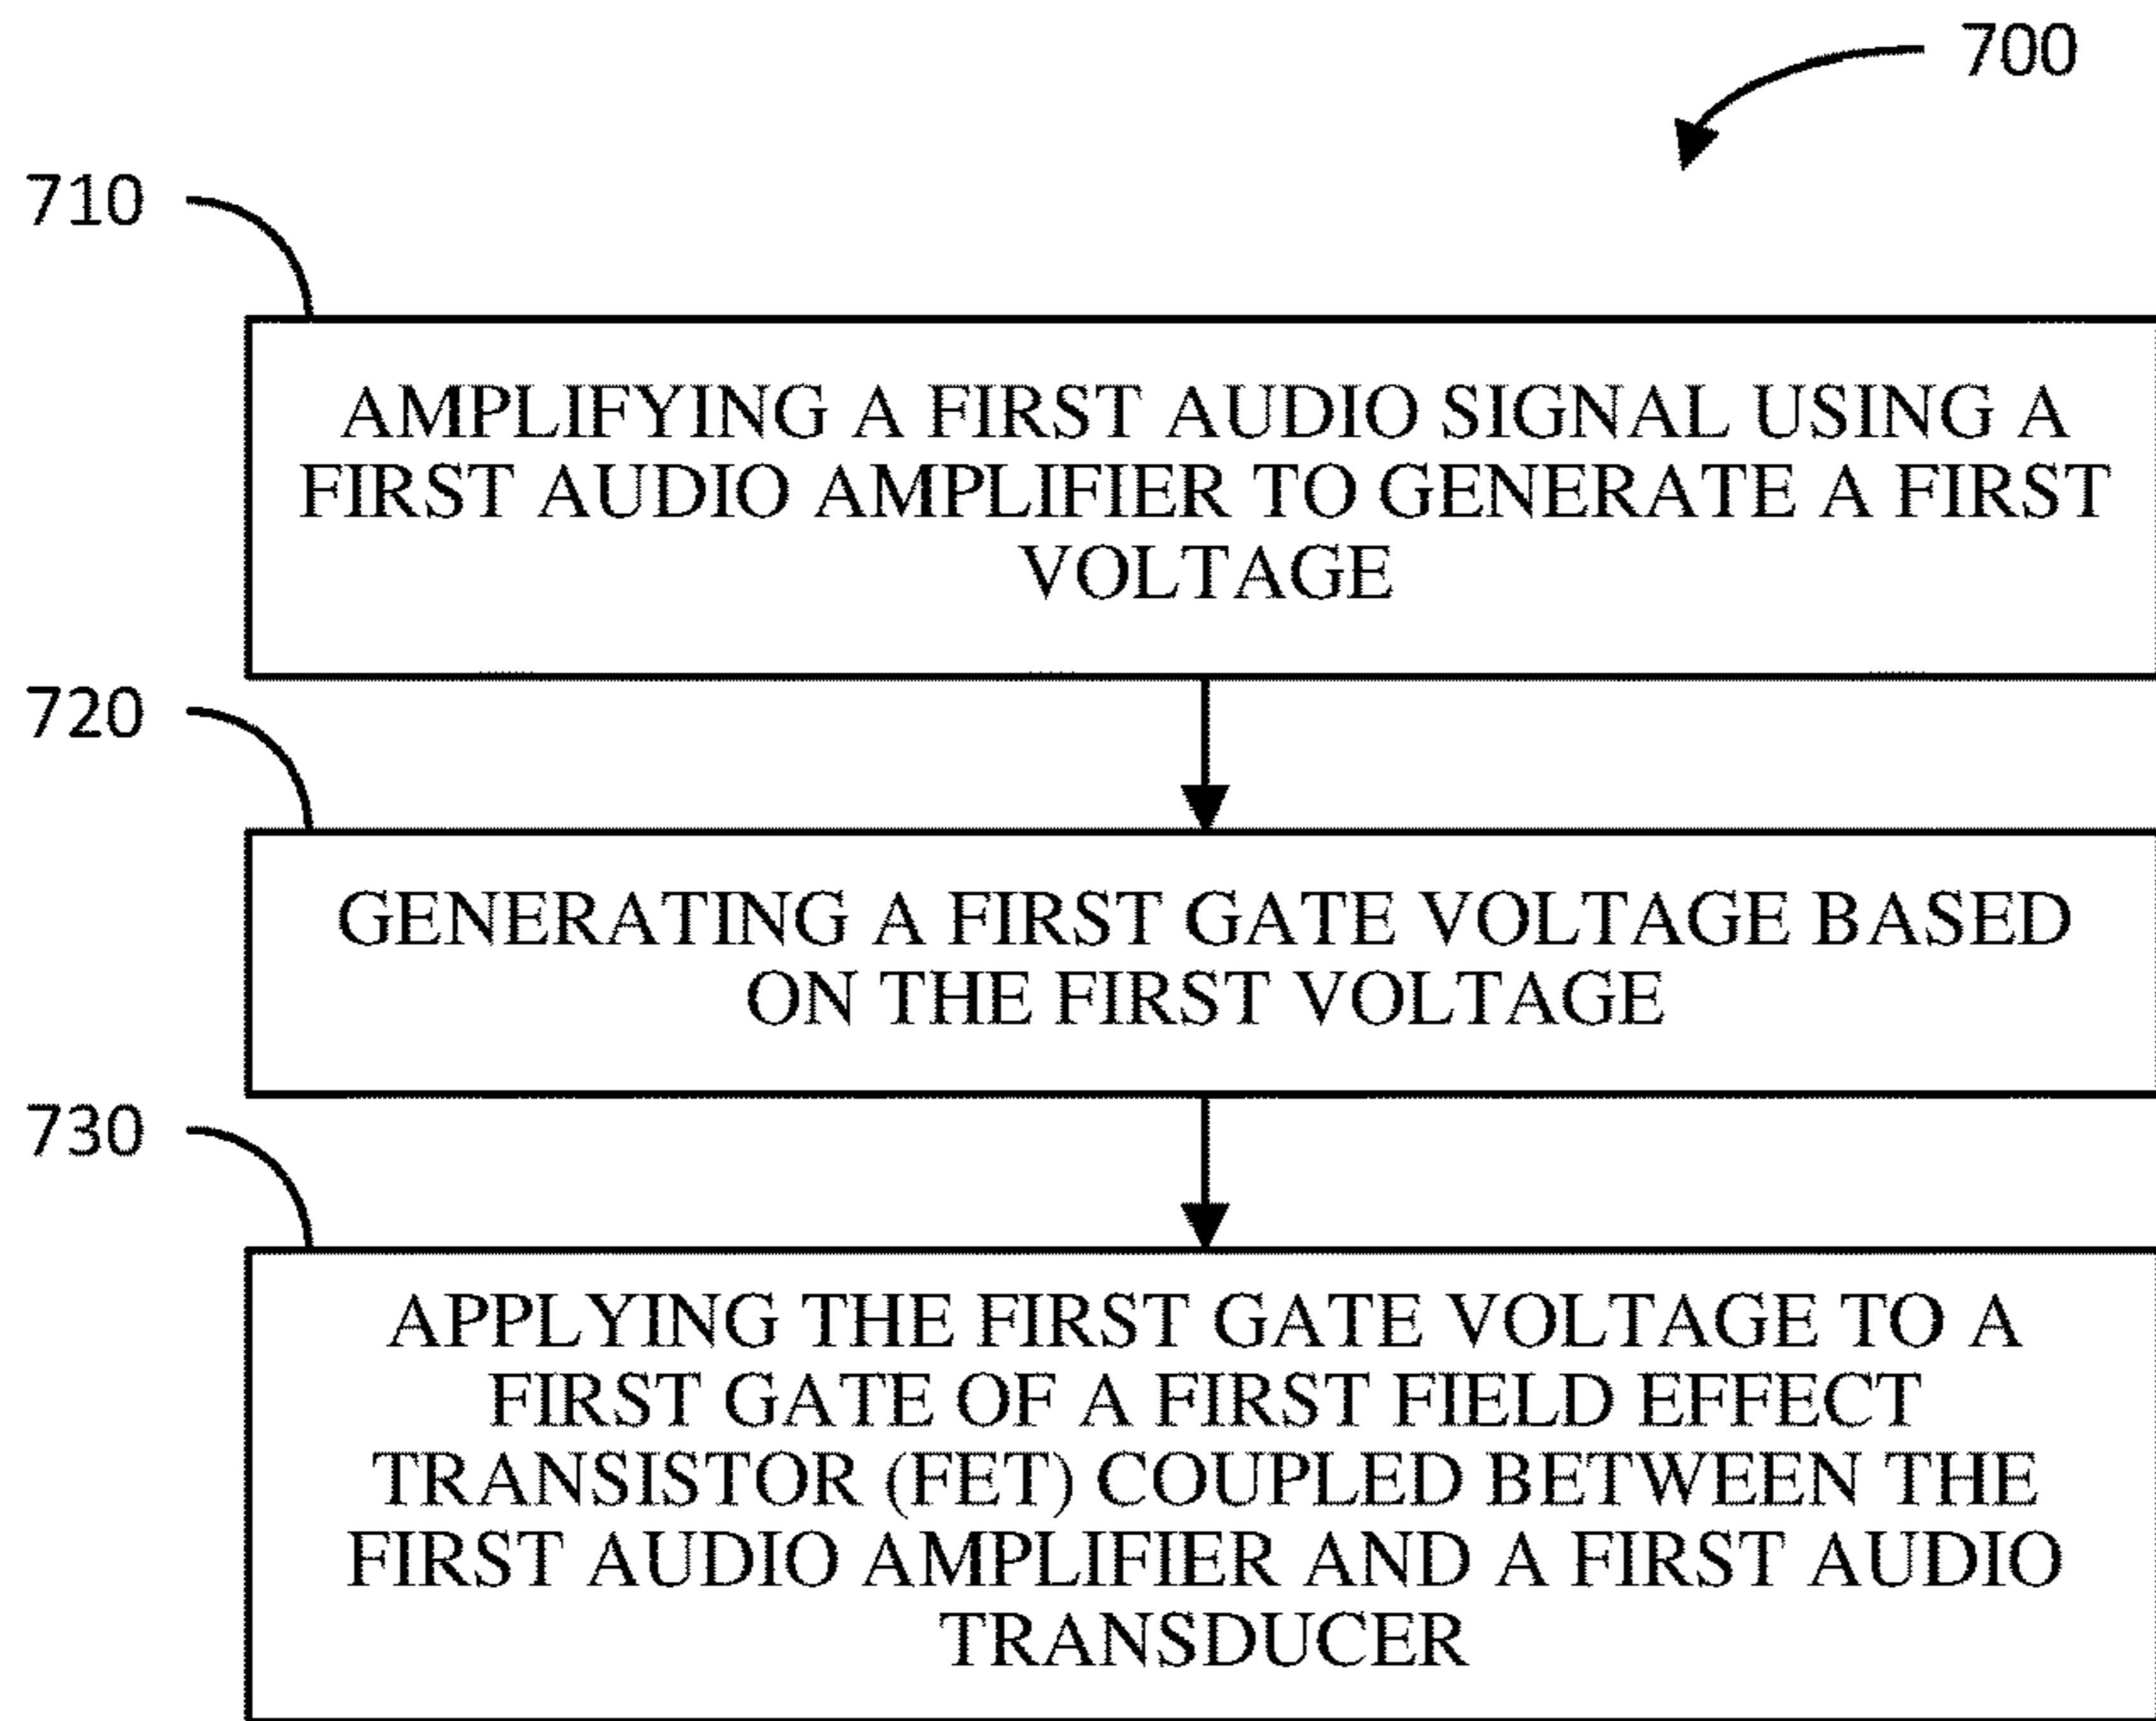 700
710
AMPLIFYING A FIRST AUDIO SIGNAL USING A
FIRST AUDIO AMPLIFIER TO GENERATE A FIRST
VOLTAGE
720
GENERATING A FIRST GATE VOLTAGE BASED
ON THE FIRST VOLTAGE
730
APPLYING THE FIRST GATE VOLTAGE TO A
FIRST GATE OF A FIRST FIELD EFFECT
TRANSISTOR (FET) COUPLED BETWEEN THE
FIRST AUDIO AMPLIFIER AND A FIRST AUDIO
TRANSDUCER